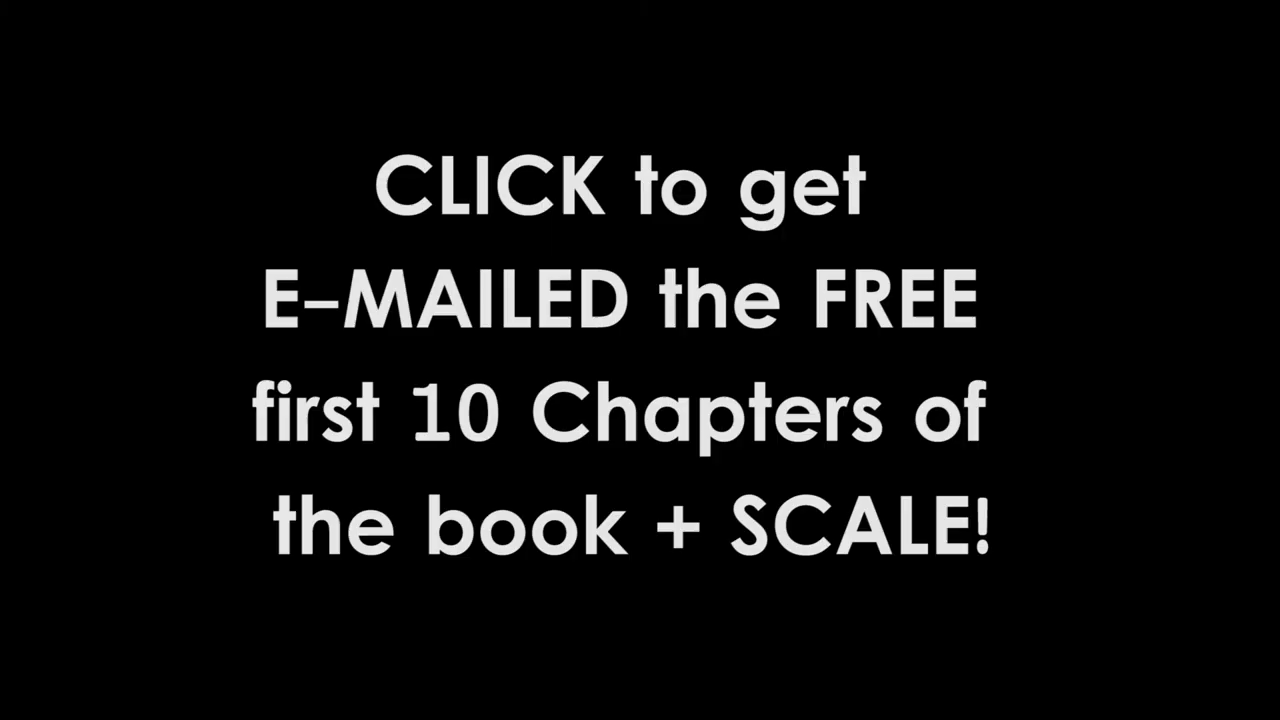 CLICK to get
E–MAILED the FREE
first 10 Chapters of
the book + SCALE!